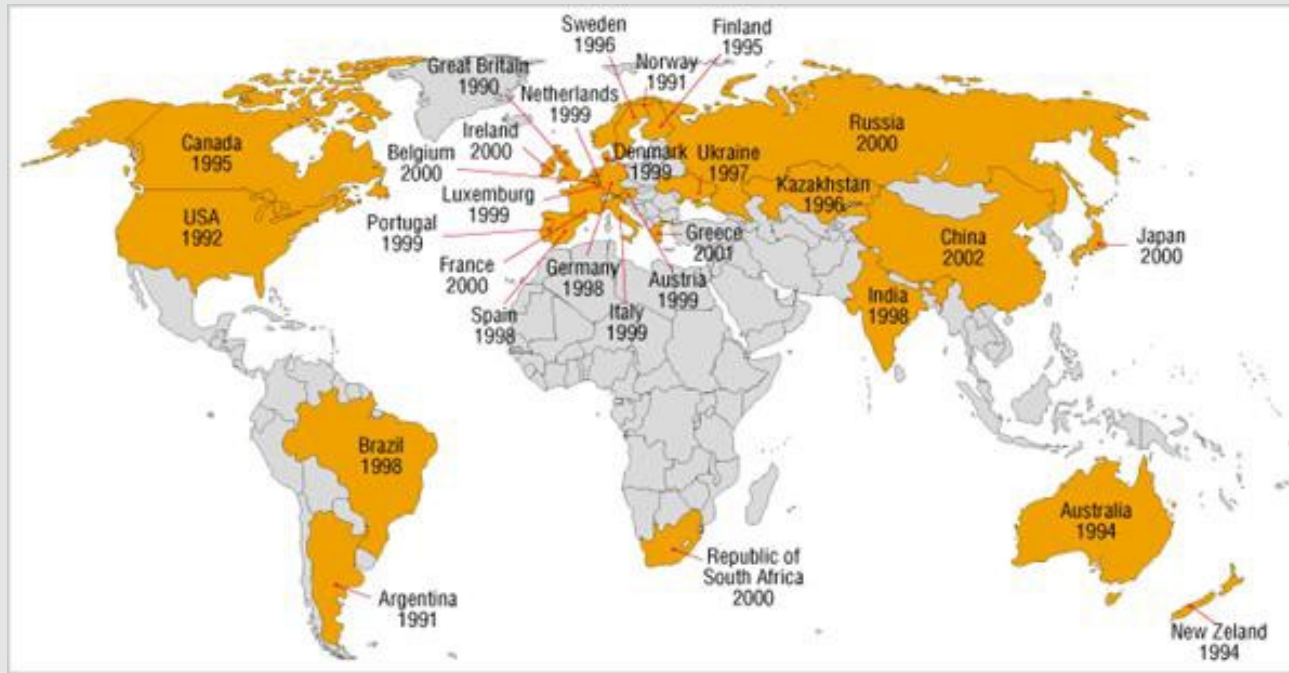 Sweden
1996
Finland
1995
Norway
1991
Great Britain
1990
Netherlands
1999
Ireland
2000
Belgium
2000
Denmark
1999
Ukraine
1997
Russia
2000
Canada
1995
Luxemburg
1999
Kazakhstan
1996
USA
1992
Portugal
1999
Greece
2001
China
2002
Japan
2000
France
2000
Germany
1998
Austria
1999
India
1998
Spain
1998
Italy
1999
Brazil
1998
Australia
1994
Republic of
South Africa
2000
Argentina
1991
New Zeland
1994